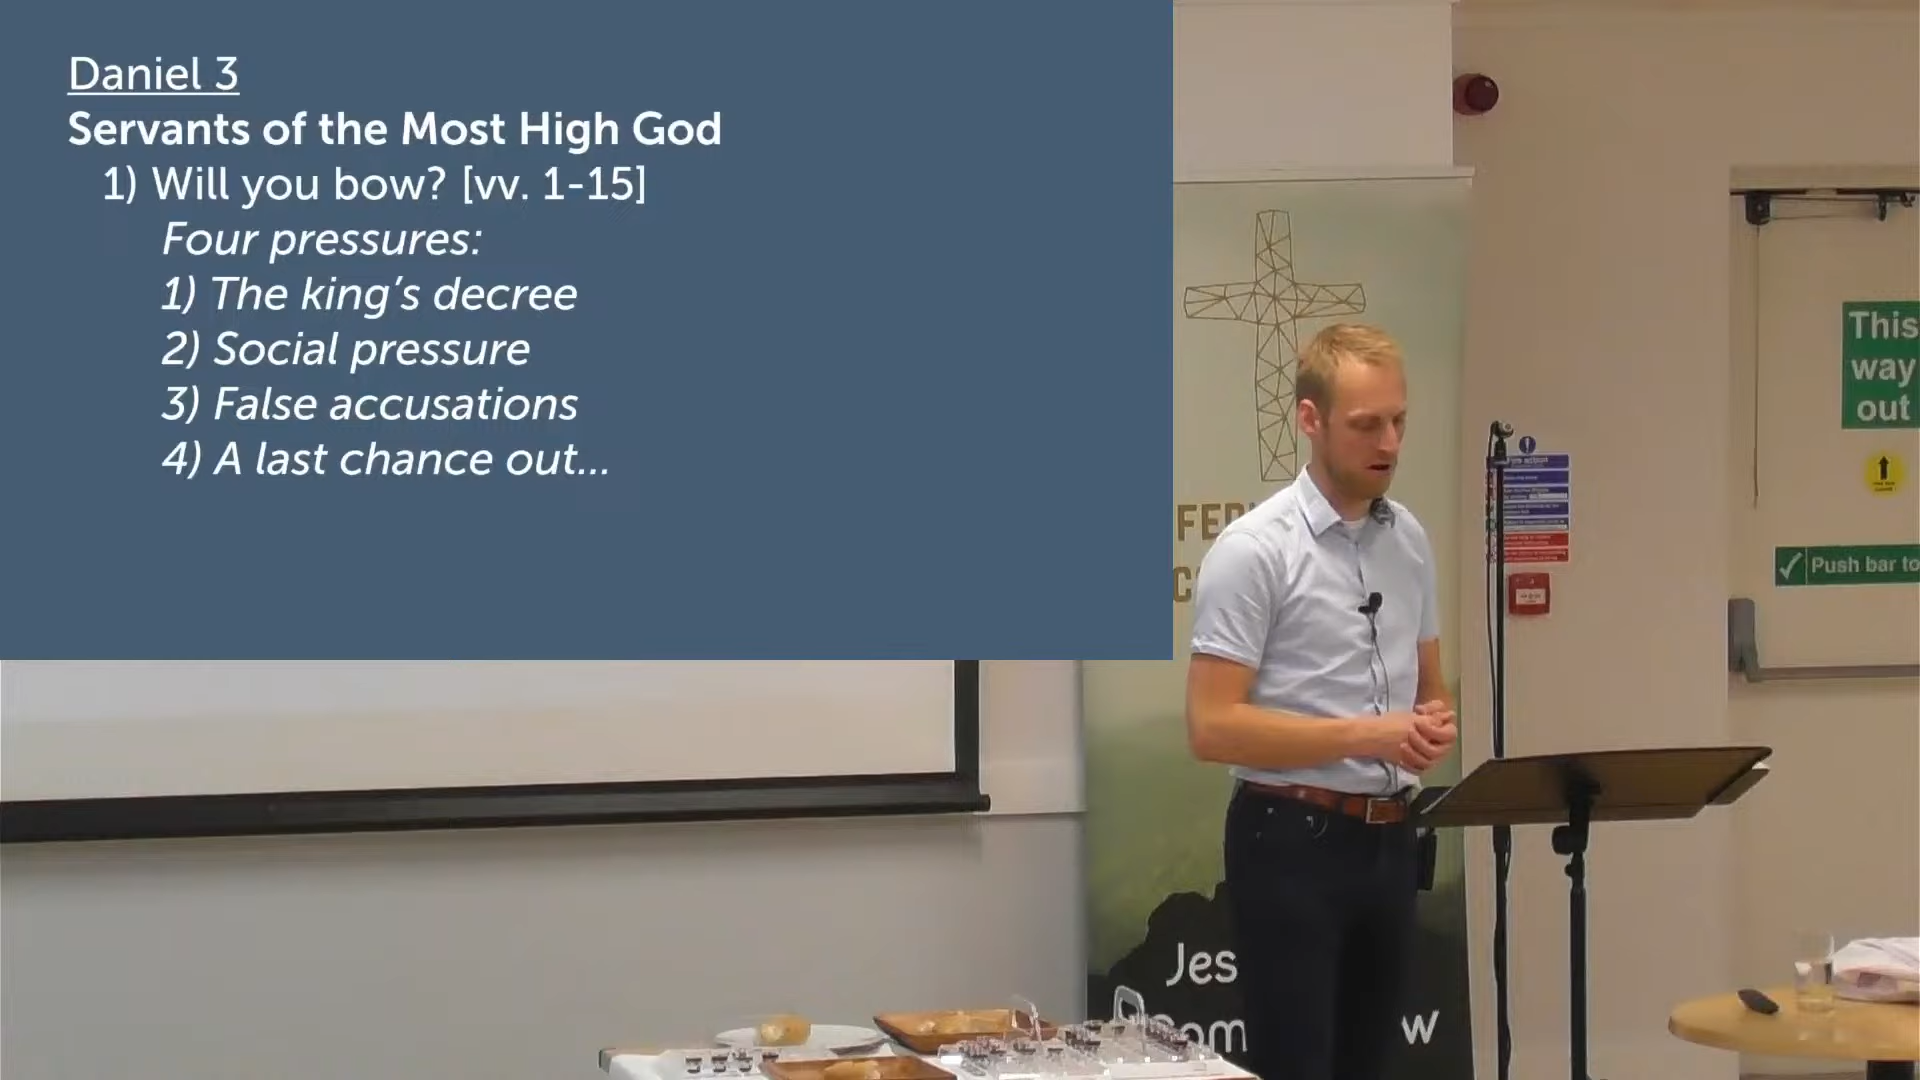 Daniel 3
Servants of the Most High God
1) Will you bow? [vv. 1-15]
Four pressures:
1) The king's decree
2) Social pressure
3) False accusations
4) A last chance out...
This
way
out
Fire action
Push bar to
Jes
w